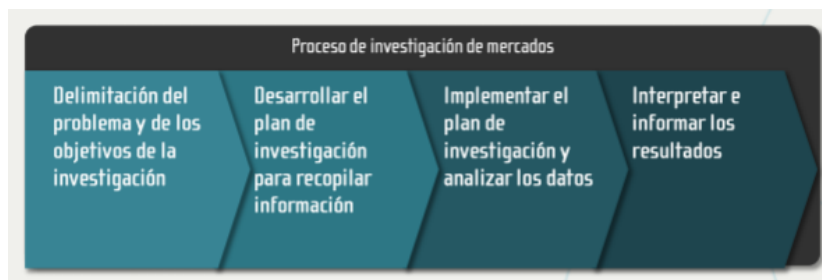 Proceso de investigación de mercados
Delimitación del
problema y de los
objetivos de la
investigación
Desarrollar el
plan de
investigación
para recopilar
información
Implementar el
plan de
investigación y
analizar los datos
Interpretar e
informar los
resultados